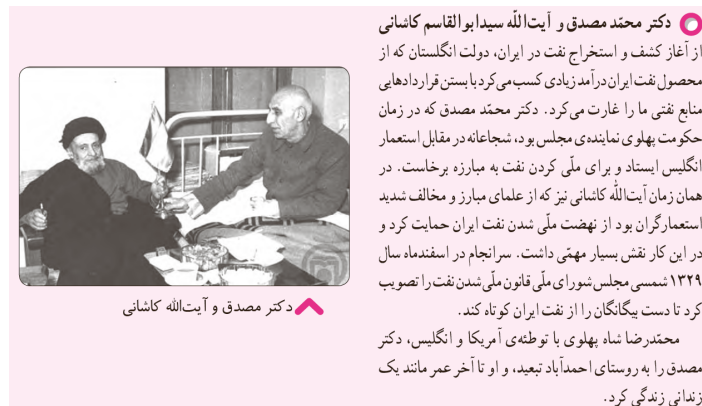 دکتر محمّد مصدق و آیت‌اللّه سیدابوالقاسم کاشانی
از آغاز کشف و استخراج نفت در ایران، دولت انگلستان که از
محصول نفت ایران درآمد زیادی کسب می‌کرد با بستن قراردادهایی
منابع نفتی ما را غارت می‌کرد. دکتر محمّد مصدق که در زمان
حکومت پهلوی نماینده‌ی مجلس بود، شجاعانه در مقابل استعمار
انگلیس ایستاد و برای ملّی کردن نفت به مبارزه برخاست. در
همان زمان آیت‌اللّه کاشانی نیز که از علمای مبارز و مخالف شدید
استعمارگران بود از نهضت ملّی شدن نفت ایران حمایت کرد و
در این کار نقش بسیار مهمّی داشت. سرانجام در اسفندماه سال
۱۳۲۹ شمسی مجلس شورای ملّی قانون ملّی شدن نفت را تصویب
کرد تا دست بیگانگان را از نفت ایران کوتاه کند.
محمّدرضا شاه پهلوی با توطئه‌ی آمریکا و انگلیس، دکتر
مصدق را به روستای احمدآباد تبعید، و او تا آخر عمر مانند یک
زندانی زندگی کرد.
دکتر مصدق و آیت‌الله کاشانی